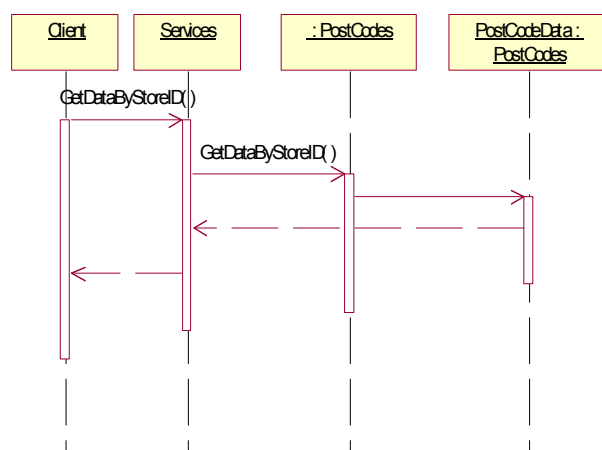 Client
Services
: PostCodes
PostCodeData :
PostCodes
GetDataByStoreID( )
GetDataByStoreID( )